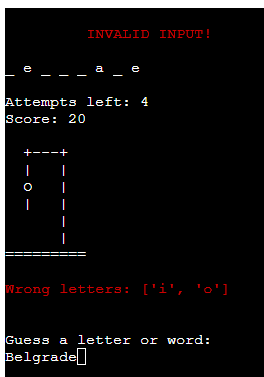 INVALID INPUT!
_ e _ _ _ a _ e
Attempts left: 4
Score: 20
+---+
|   |
o   |
|   |
    |
    |
=========
Wrong letters: ['i', 'o']
Guess a letter or word:
Belgrade